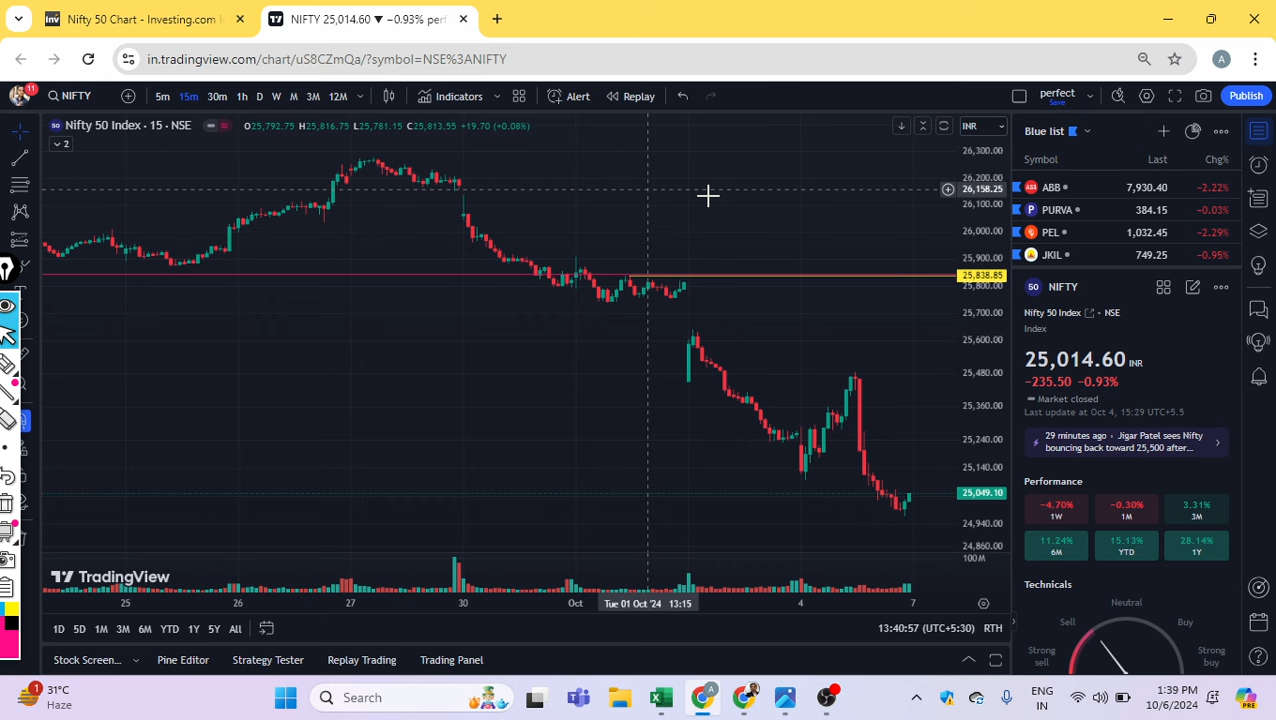 Nifty 50 Chart - Investing.com
NIFTY 25,014.60 ▼ −0.93% perf
in.tradingview.com/chart/uS8CZmQa/?symbol=NSE%3ANIFTY
A
11
NIFTY
5m 15m 30m 1h D W M 3M 12M
Indicators
Alert
Replay
perfect
Save
Publish
50 Nifty 50 Index · 15 · NSE
O25,792.75 H25,816.75 L25,781.15 C25,813.55 +19.70 (+0.08%)
2
INR
26,300.00
26,200.00
26,158.25
26,100.00
26,000.00
25,900.00
25,838.85
25,800.00
25,700.00
25,600.00
25,480.00
25,360.00
25,240.00
25,140.00
25,049.10
24,940.00
24,860.00
100M
TradingView
25 26 27 30 Oct Tue 01 Oct '24 13:15 4 7
1D 5D 1M 3M 6M YTD 1Y 5Y All
13:40:57 (UTC+5:30) RTH
Stock Screen... Pine Editor Strategy Tester Replay Trading Trading Panel
Blue list
Symbol Last Chg%
ABB 7,930.40 −2.22%
PURVA 384.15 −0.03%
PEL 1,032.45 −2.29%
JKIL 749.25 −0.95%
50 NIFTY
Nifty 50 Index · NSE
Index
25,014.60 INR
−235.50 −0.93%
Market closed
Last update at Oct 4, 15:29 UTC+5.5
29 minutes ago · Jigar Patel sees Nifty
bouncing back toward 25,500 after...
Performance
−4.70% −0.30% 3.31%
1W 1M 3M
11.24% 15.13% 28.14%
6M YTD 1Y
Technicals
Neutral
Sell Buy
Strong Strong
sell buy
1
31°C
Haze
Search
PRE
ENG
IN
1:39 PM
10/6/2024